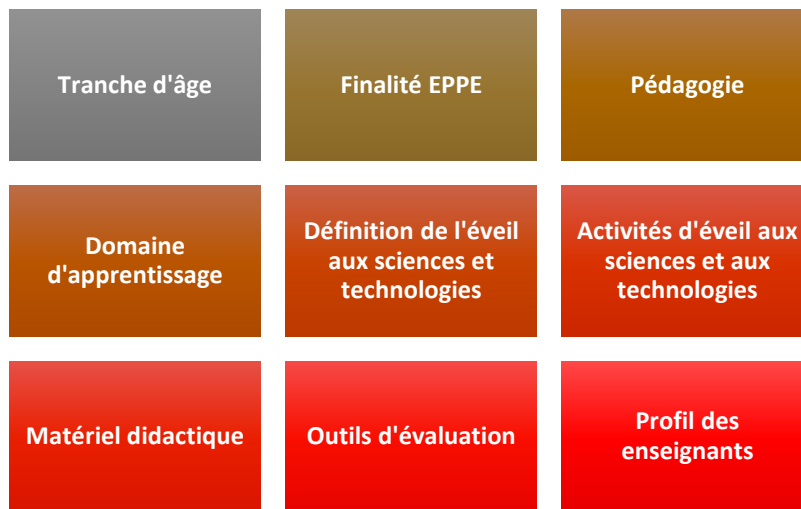 Tranche d'âge
Finalité EPPE
Pédagogie
Domaine
d'apprentissage
Définition de l'éveil
aux sciences et
technologies
Activités d'éveil aux
sciences et aux
technologies
Matériel didactique
Outils d'évaluation
Profil des
enseignants